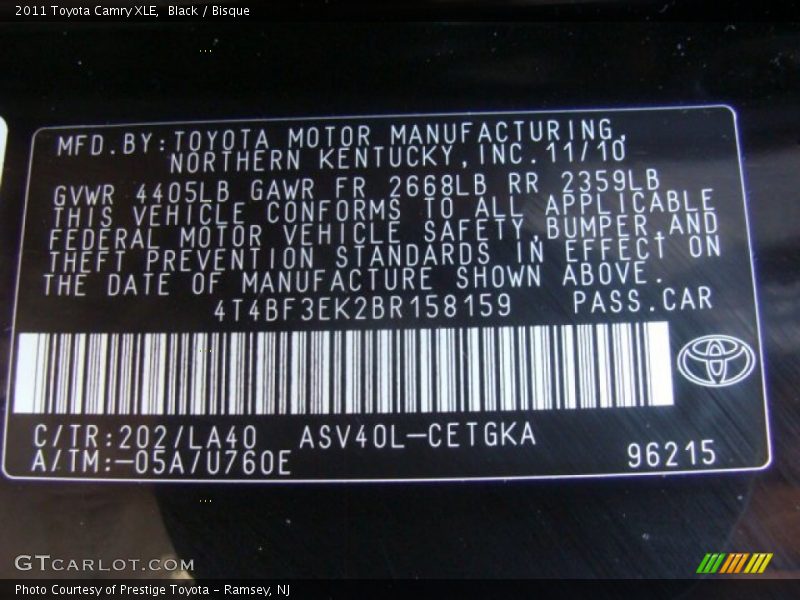 2011 Toyota Camry XLE,  Black / Bisque
MFD.BY:TOYOTA MOTOR MANUFACTURING,
NORTHERN KENTUCKY,INC.11/10
GVWR 4405LB GAWR FR 2668LB RR 2359LB
THIS VEHICLE CONFORMS TO ALL APPLICABLE
FEDERAL MOTOR VEHICLE SAFETY,BUMPER,AND
THEFT PREVENTION STANDARDS IN EFFECT ON
THE DATE OF MANUFACTURE SHOWN ABOVE.
4T4BF3EK2BR158159 PASS.CAR
C/TR:202/LA40 ASV40L-CETGKA
A/TM:-05A/U760E 96215
GTCARLOT.COM
Photo Courtesy of Prestige Toyota - Ramsey, NJ